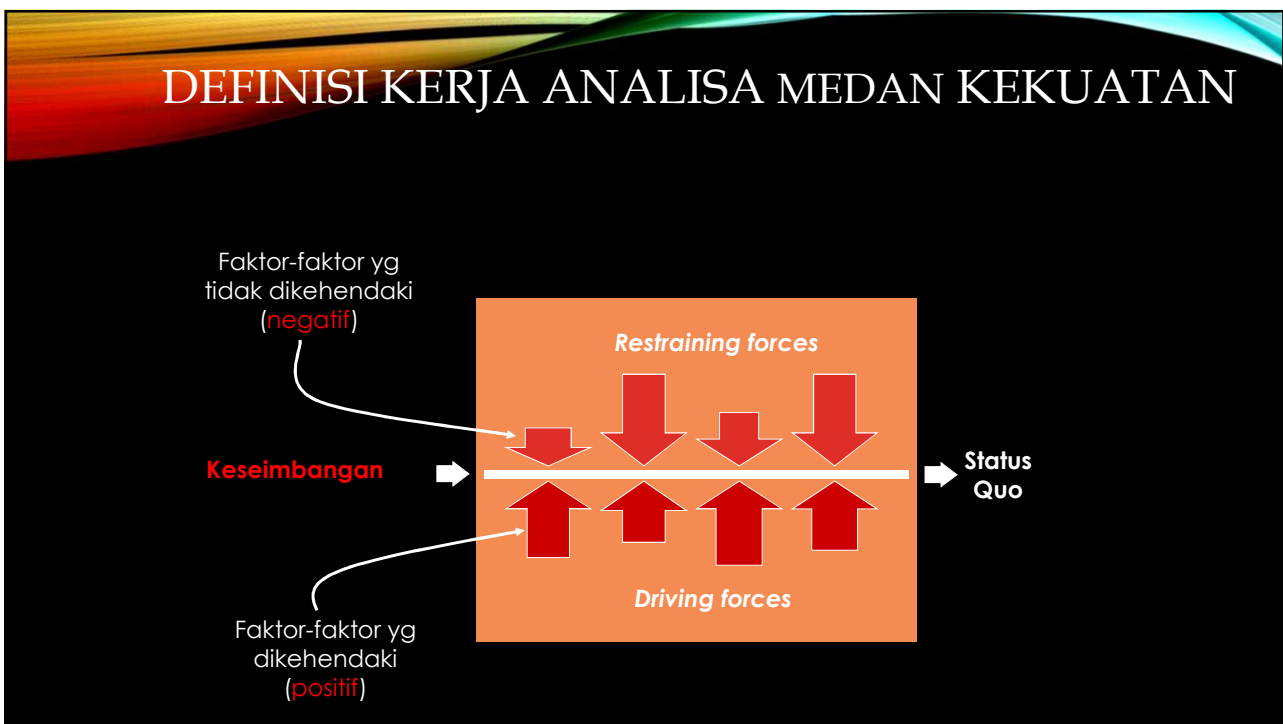 DEFINISI KERJA ANALISA MEDAN KEKUATAN
Faktor-faktor yg
tidak dikehendaki
(negatif)
Restraining forces
Keseimbangan
Status
Quo
Driving forces
Faktor-faktor yg
dikehendaki
(positif)